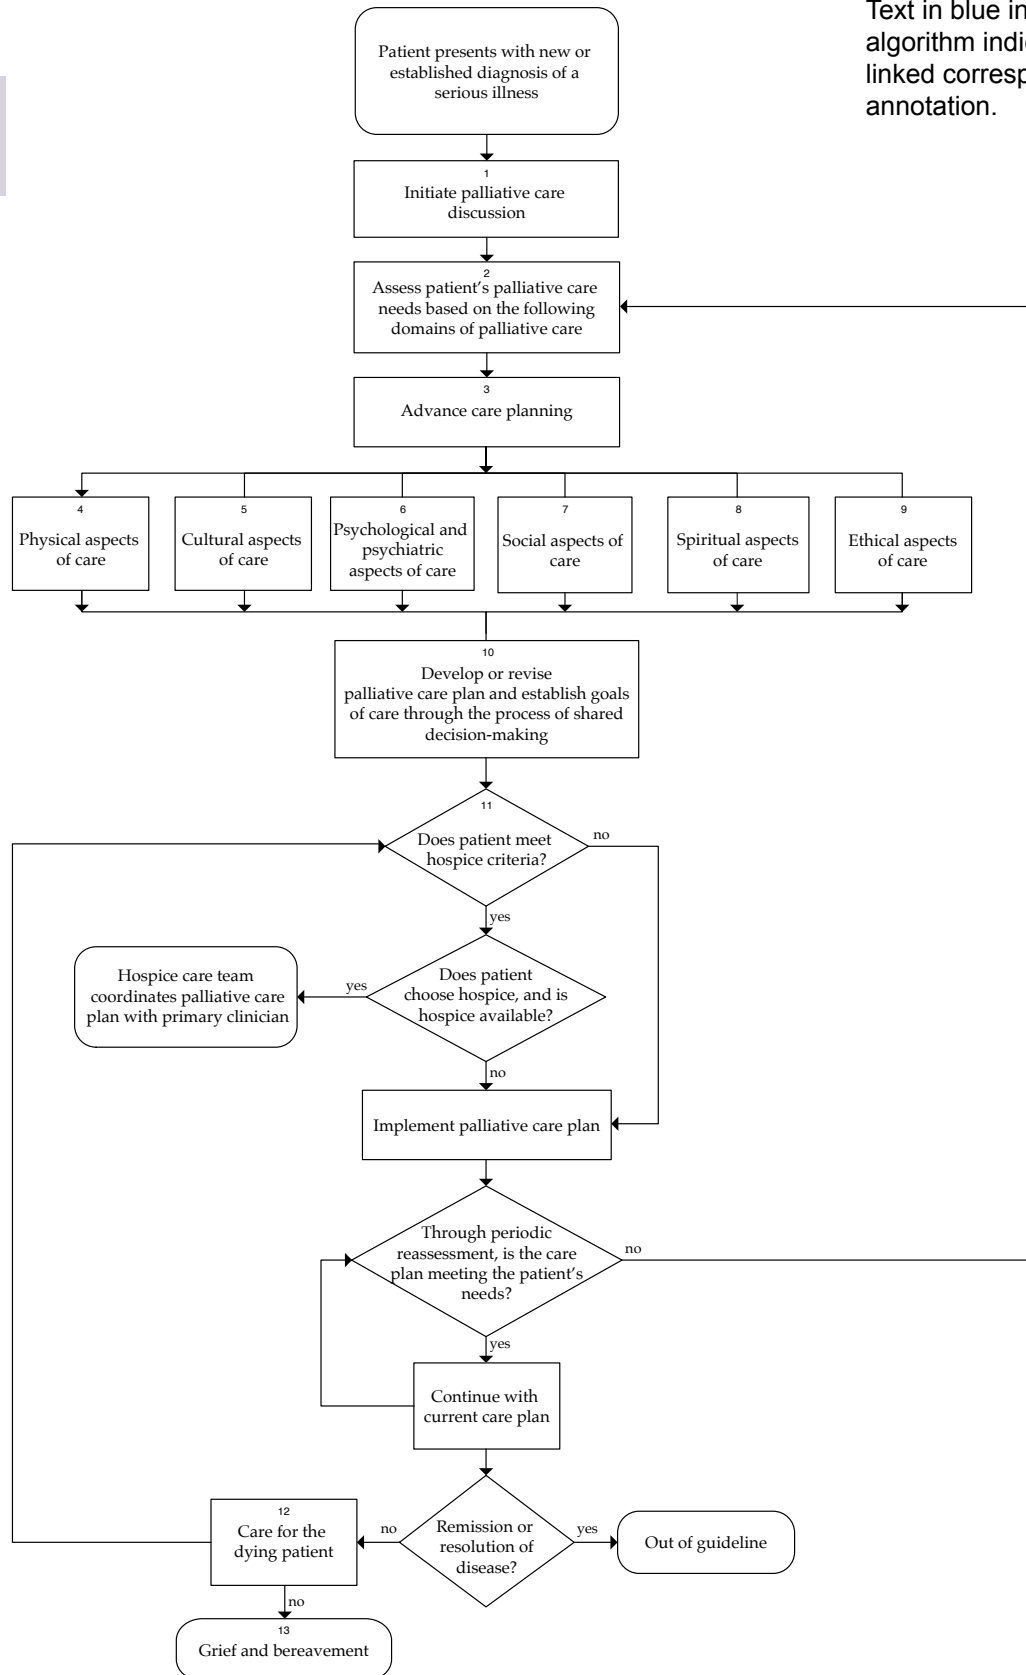 Text in blue in
algorithm
linked
annotation.
Patient presents with new or
established diagnosis of a
serious illness
1
Initiate palliative care
discussion
2
Assess patient's palliative care
needs based on the following
domains of palliative care
3
Advance care planning
4
Physical aspects
of care
5
Cultural aspects
of care
6
Psychological and
psychiatric
aspects of care
7
Social aspects of
care
8
Spiritual aspects
of care
9
Ethical aspects
of care
10
Develop or revise
palliative care plan and establish goals
of care through the process of shared
decision-making
11
Does patient meet
hospice criteria?
no
yes
Does patient
choose hospice, and is
hospice available?
yes
Hospice care team
coordinates palliative care
plan with primary clinician
no
Implement palliative care plan
Through periodic
reassessment, is the care
plan meeting the patient's
needs?
no
yes
Continue with
current care plan
Remission or
resolution of
disease?
no
yes
12
Care for the
dying patient
Out of guideline
no
13
Grief and bereavement